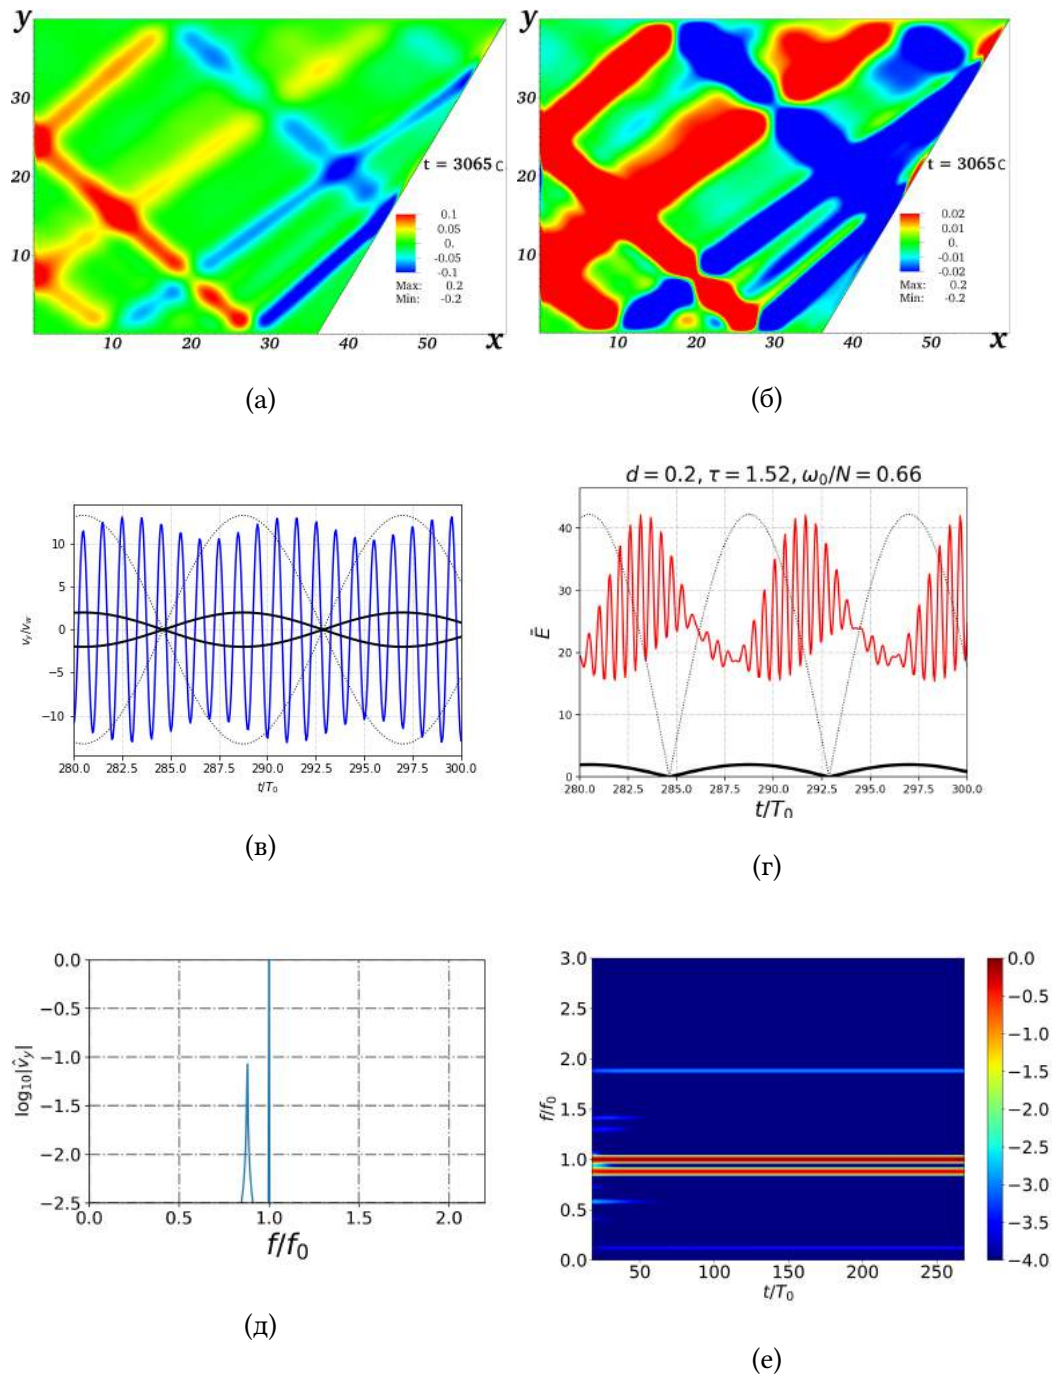 y
30
20
10
10 20 30 40 50 x
t = 3065 с
0.1
0.05
0.
-0.05
-0.1
Max: 0.2
Min: -0.2
(а)
y
30
20
10
10 20 30 40 50 x
t = 3065 с
0.02
0.01
0.
-0.01
-0.02
Max: 0.2
Min: -0.2
(б)
v_y/v_w
10
5
0
−5
−10
280.0 282.5 285.0 287.5 290.0 292.5 295.0 297.5 300.0
t/T₀
(в)
d = 0.2, τ = 1.52, ω₀/N = 0.66
Ē
40
30
20
10
0
280.0 282.5 285.0 287.5 290.0 292.5 295.0 297.5 300.0
t/T₀
(г)
log₁₀|v̂_y|
0.0
−0.5
−1.0
−1.5
−2.0
−2.5
0.0 0.5 1.0 1.5 2.0
f/f₀
(д)
f/f₀
3.0
2.5
2.0
1.5
1.0
0.5
0.0
50 100 150 200 250
t/T₀
0.0
−0.5
−1.0
−1.5
−2.0
−2.5
−3.0
−3.5
−4.0
(е)